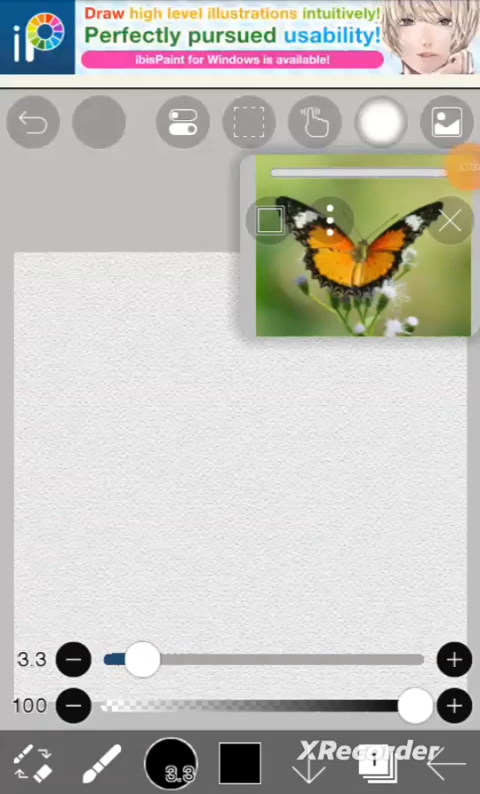 Draw high level illustrations intuitively!
Perfectly pursued usability!
ibisPaint for Windows is available!
iP
3.3
100
3.3
XRecorder